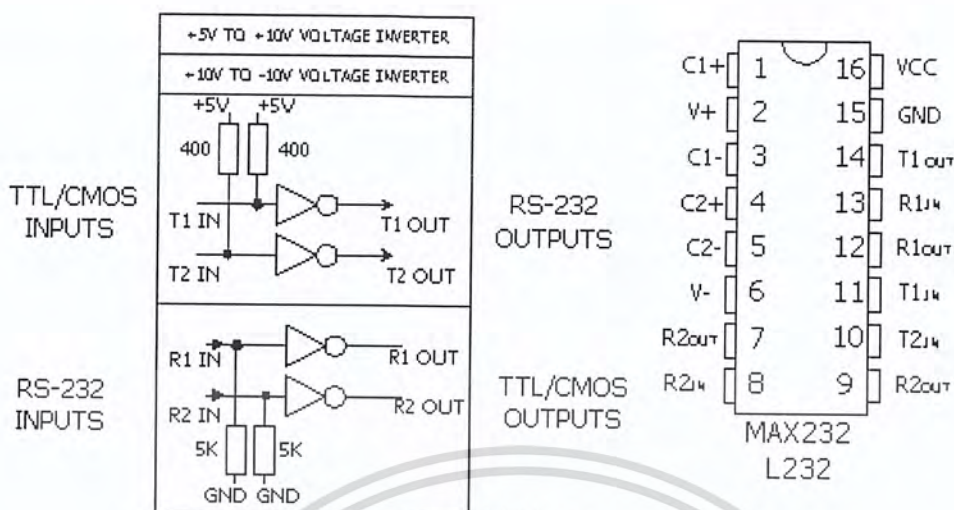 +5V TO +10V VOLTAGE INVERTER
+10V TO -10V VOLTAGE INVERTER
+5V +5V
400 400
TTL/CMOS
INPUTS
T1 IN T1 OUT
T2 IN T2 OUT
RS-232
OUTPUTS
R1 IN R1 OUT
R2 IN R2 OUT
RS-232
INPUTS
TTL/CMOS
OUTPUTS
5K 5K
GND GND
C1+ 1 16 VCC
V+ 2 15 GND
C1- 3 14 T1 OUT
C2+ 4 13 R1IN
C2- 5 12 R1OUT
V- 6 11 T1IN
R2OUT 7 10 T2IN
R2IN 8 9 R2OUT
MAX232
L232